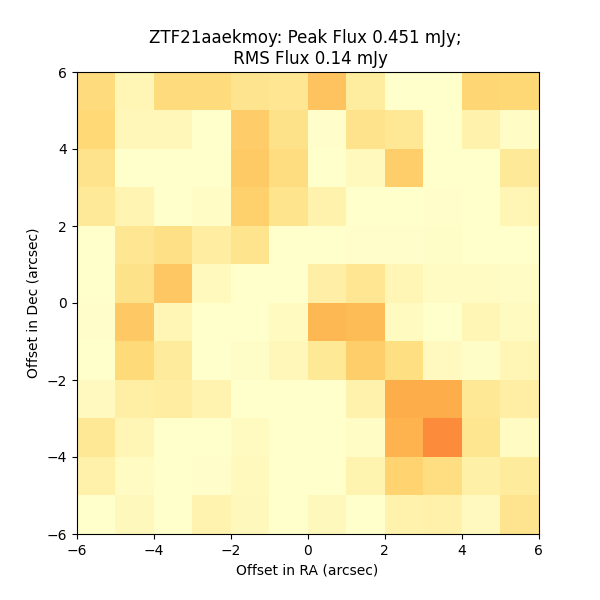 ZTF21aaekmoy: Peak Flux 0.451 mJy;
RMS Flux 0.14 mJy
6
4
2
0
−2
−4
−6
Offset in Dec (arcsec)
−6 −4 −2 0 2 4 6
Offset in RA (arcsec)